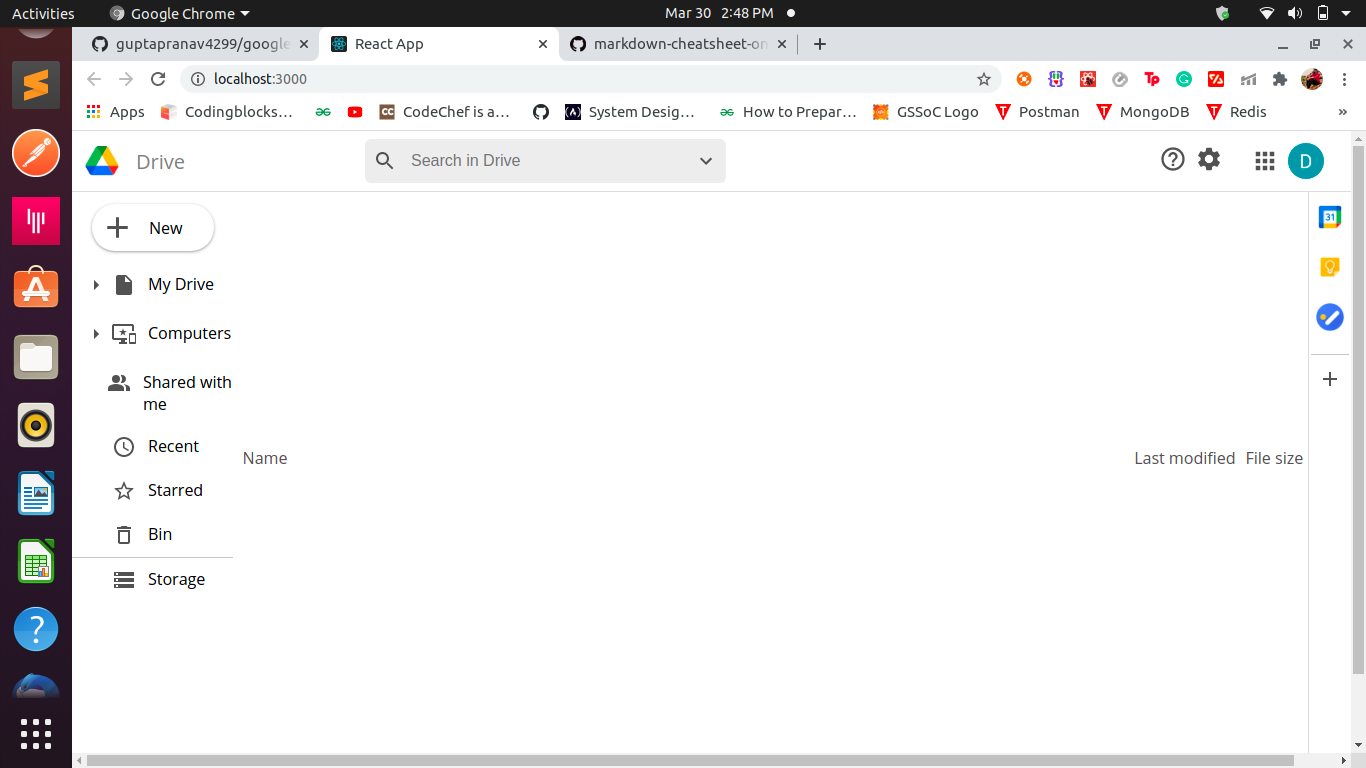 Activities
Google Chrome
Mar 30 2:48 PM
guptapranav4299/google
React App
markdown-cheatsheet-on
localhost:3000
Apps
Codingblocks...
CodeChef is a...
System Desig...
How to Prepar...
GSSoC Logo
Postman
MongoDB
Redis
»
Drive
Search in Drive
D
New
31
My Drive
Computers
Shared with
me
Recent
Name
Last modified
File size
Starred
Bin
Storage